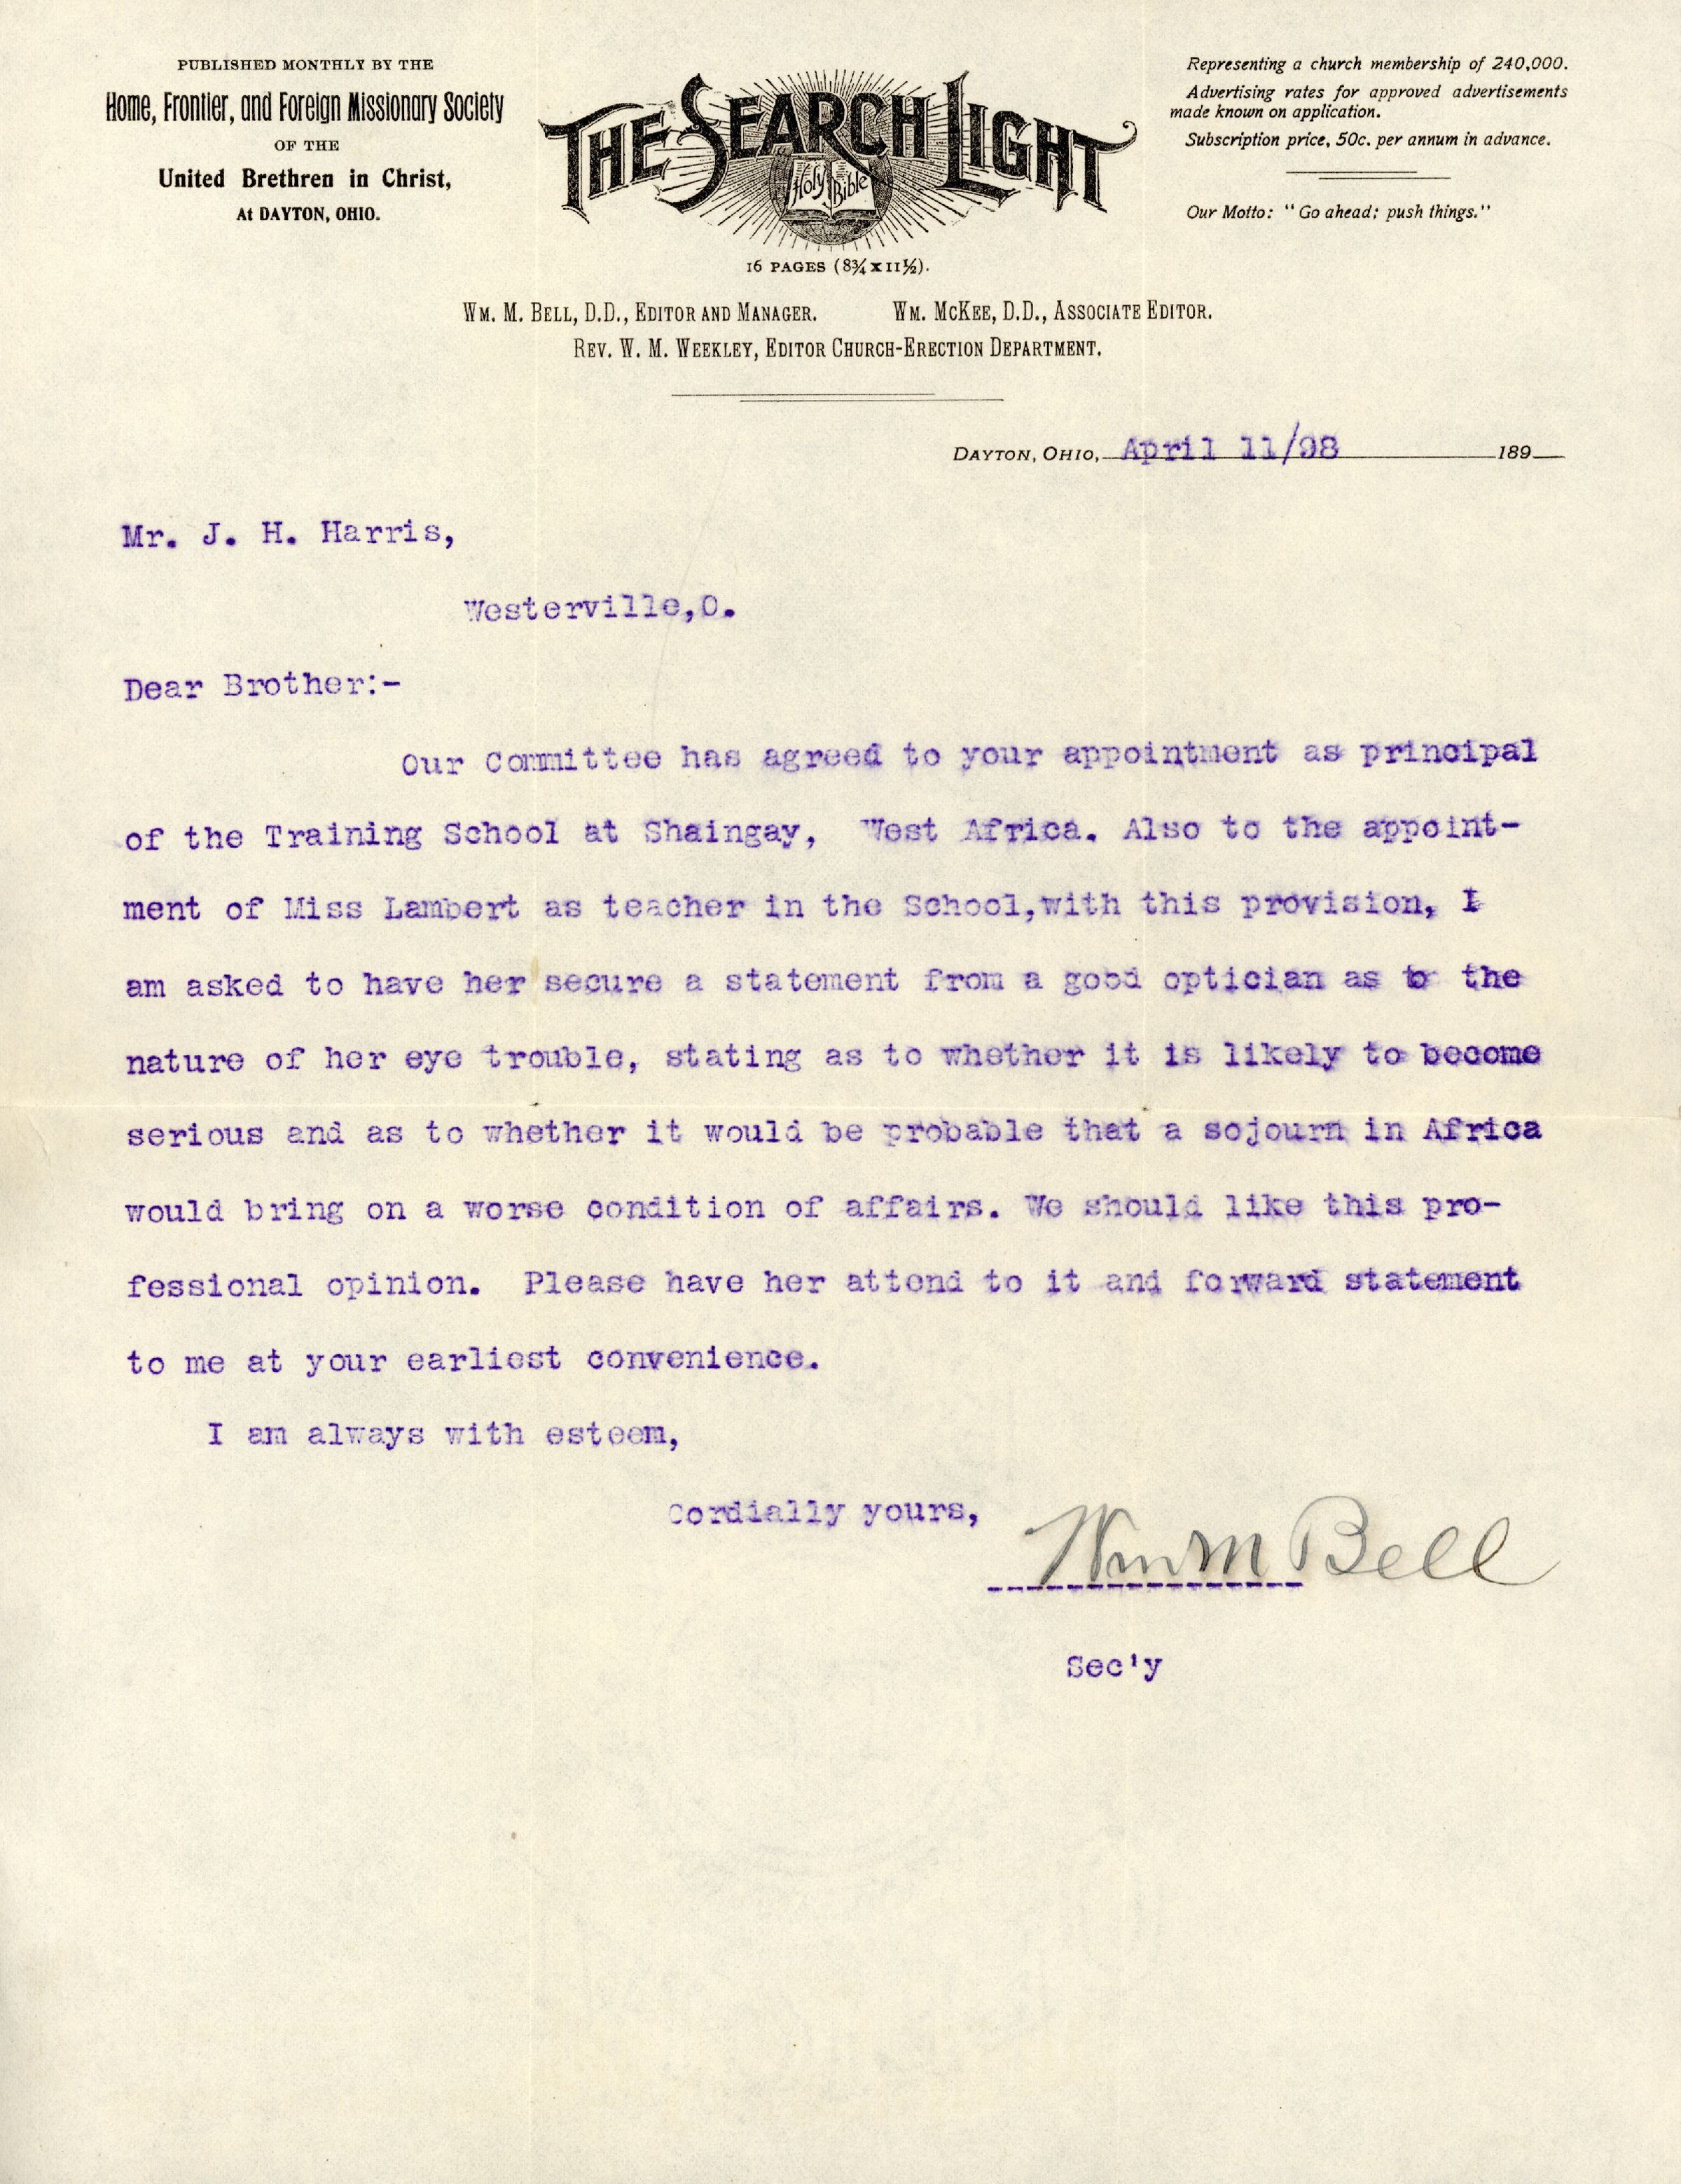 PUBLISHED MONTHLY BY THE
Home, Frontier, and Foreign Missionary Society
OF THE
United Brethren in Christ,
At DAYTON, OHIO.
THE SEARCH LIGHT
Holy Bible
16 PAGES (8¾ x 11½).
Representing a church membership of 240,000.
Advertising rates for approved advertisements
made known on application.
Subscription price, 50c. per annum in advance.
Our Motto: "Go ahead; push things."
WM. M. BELL, D.D., EDITOR AND MANAGER. WM. MCKEE, D.D., ASSOCIATE EDITOR.
REV. W. M. WEEKLEY, EDITOR CHURCH-ERECTION DEPARTMENT.
DAYTON, OHIO, April 11/98 189
Mr. J. H. Harris,
Westerville,O.
Dear Brother:-
Our Committee has agreed to your appointment as principal
of the Training School at Shaingay, West Africa. Also to the appoint-
ment of Miss Lambert as teacher in the School,with this provision, I
am asked to have her secure a statement from a good optician as to the
nature of her eye trouble, stating as to whether it is likely to become
serious and as to whether it would be probable that a sojourn in Africa
would bring on a worse condition of affairs. We should like this pro-
fessional opinion. Please have her attend to it and forward statement
to me at your earliest convenience.
I am always with esteem,
Cordially yours,
Wm M Bell
Sec'y